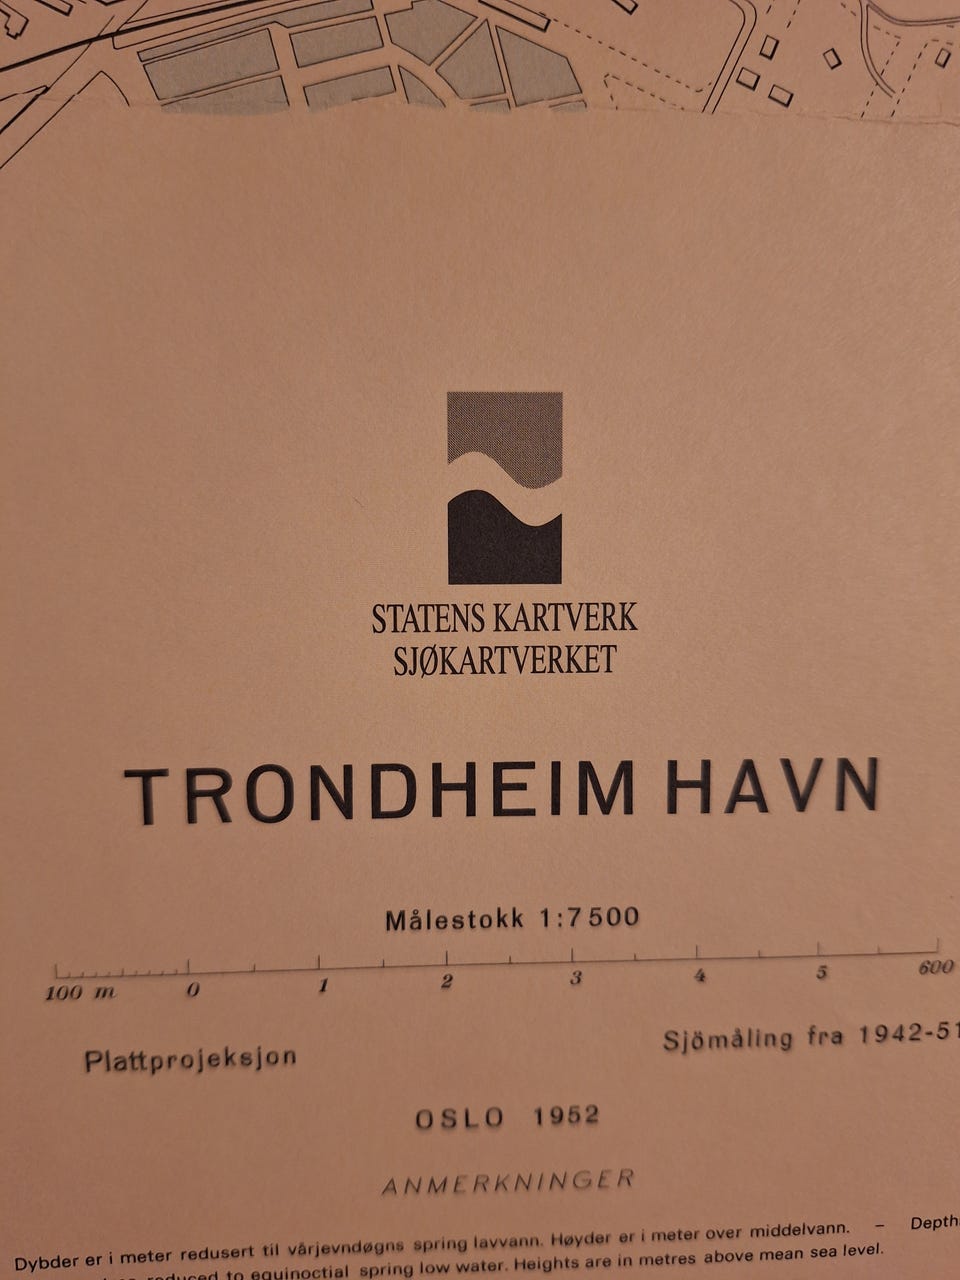 STATENS KARTVERK
SJØKARTVERKET
TRONDHEIM HAVN
Målestokk 1:7500
100 m 0 1 2 3 4 5 600
Plattprojeksjon
Sjömåling fra 1942-51
OSLO 1952
ANMERKNINGER
Dybder er i meter redusert til vårjevndøgns spring lavvann. Høyder er i meter over middelvann. – Depth
reduced to equinoctial spring low water. Heights are in metres above mean sea level.